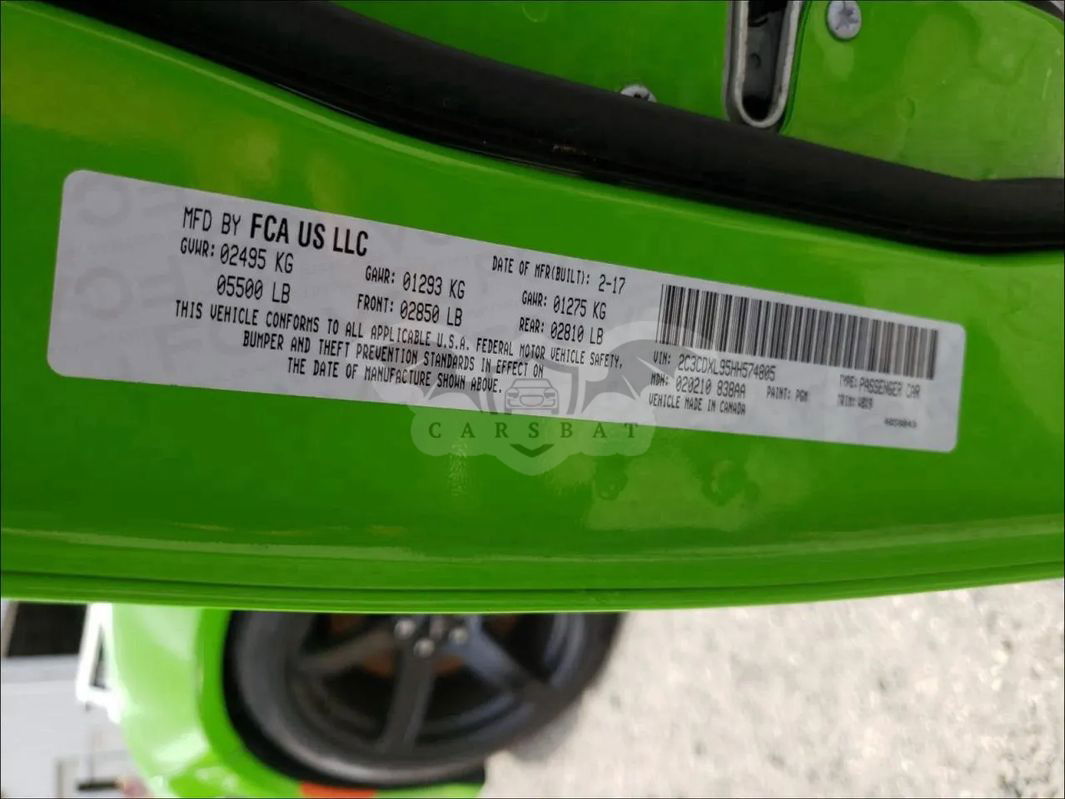 MFD BY FCA US LLC
DATE OF MFR(BUILT): 2-17
GVWR: 02495 KG
GAWR: 01293 KG
GAWR: 01275 KG
05500 LB
FRONT: 02850 LB
REAR: 02810 LB
THIS VEHICLE CONFORMS TO ALL APPLICABLE U.S.A. FEDERAL MOTOR VEHICLE SAFETY,
BUMPER AND THEFT PREVENTION STANDARDS IN EFFECT ON
THE DATE OF MANUFACTURE SHOWN ABOVE.
VIN: 2C3CDXL95HH574805
TYPE: PASSENGER CAR
MDH: 020210 838AA
PAINT: PGN
TRIM:
VEHICLE MADE IN CANADA
CARSBAT